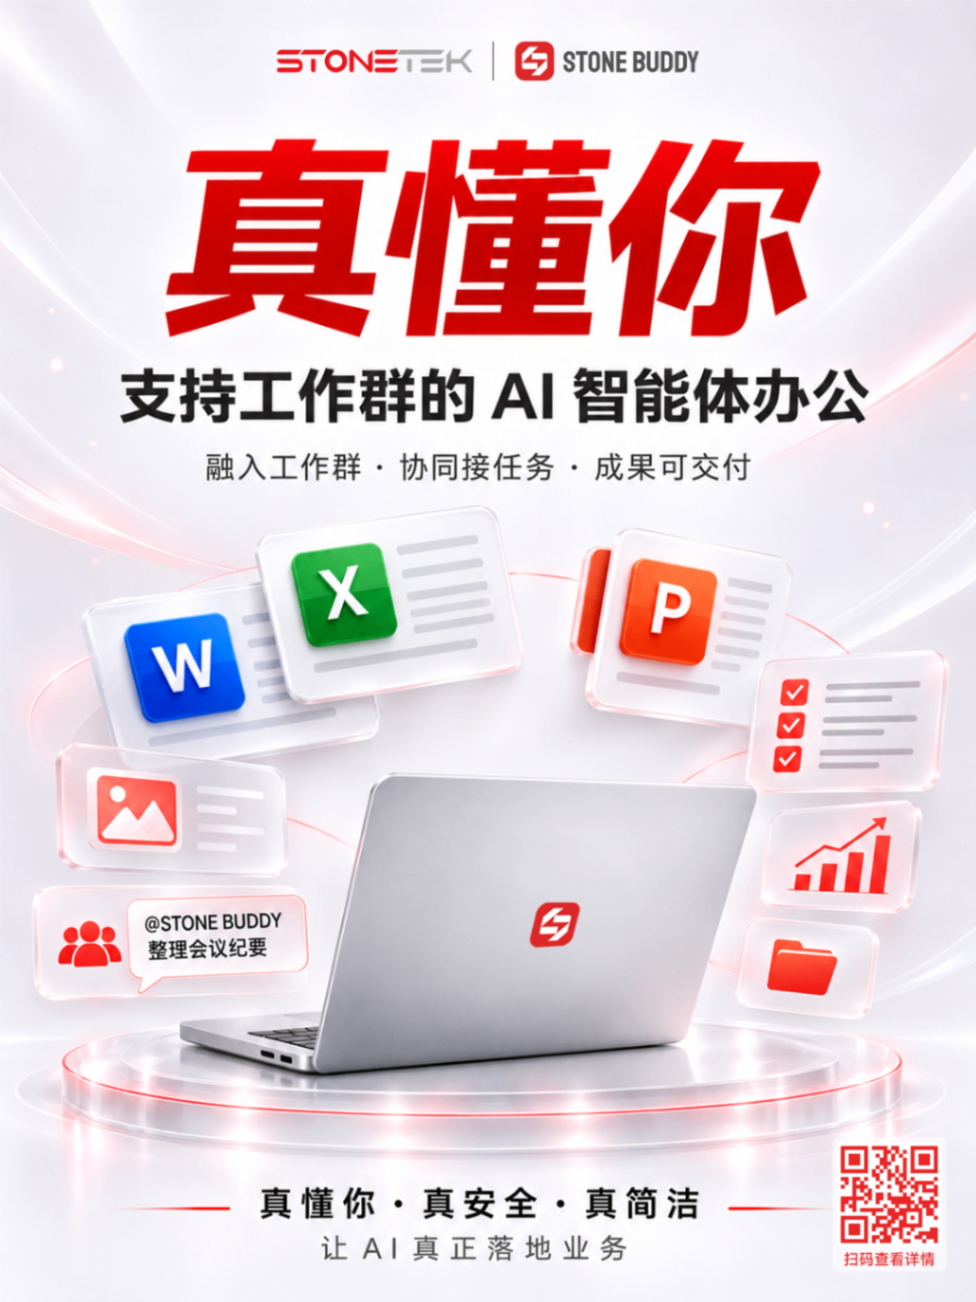 STONETEK | STONE BUDDY
真懂你
支持工作群的 AI 智能体办公
融入工作群 · 协同接任务 · 成果可交付
X
W
P
@STONE BUDDY
整理会议纪要
真懂你 · 真安全 · 真简洁
让AI真正落地业务
扫码查看详情